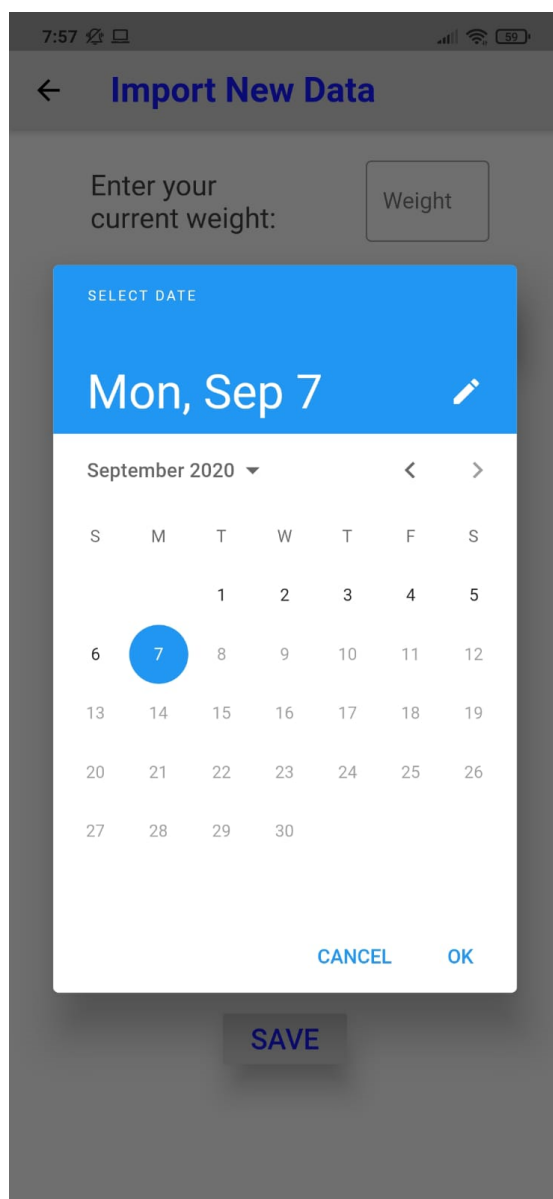 7:57 59
Import New Data
Enter your
current weight:
Weight
SELECT DATE
Mon, Sep 7
September 2020
S M T W T F S
1 2 3 4 5
6 7 8 9 10 11 12
13 14 15 16 17 18 19
20 21 22 23 24 25 26
27 28 29 30
CANCEL OK
SAVE